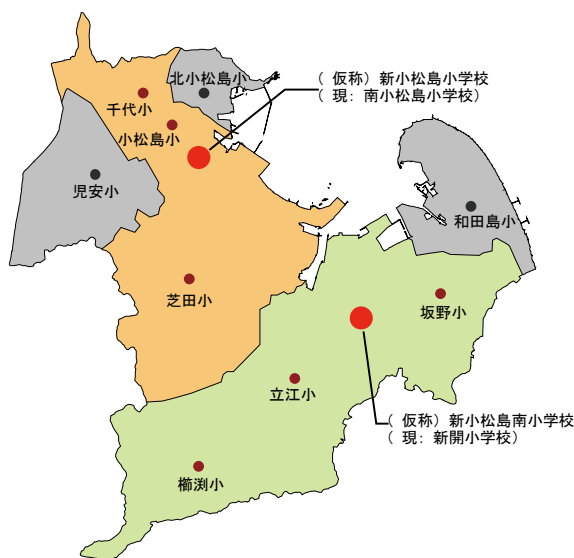 北小松島小
(仮称)新小松島小学校
(現:南小松島小学校)
千代小
小松島小
児安小
和田島小
芝田小
坂野小
立江小
(仮称)新小松島南小学校
(現:新開小学校)
櫛渕小